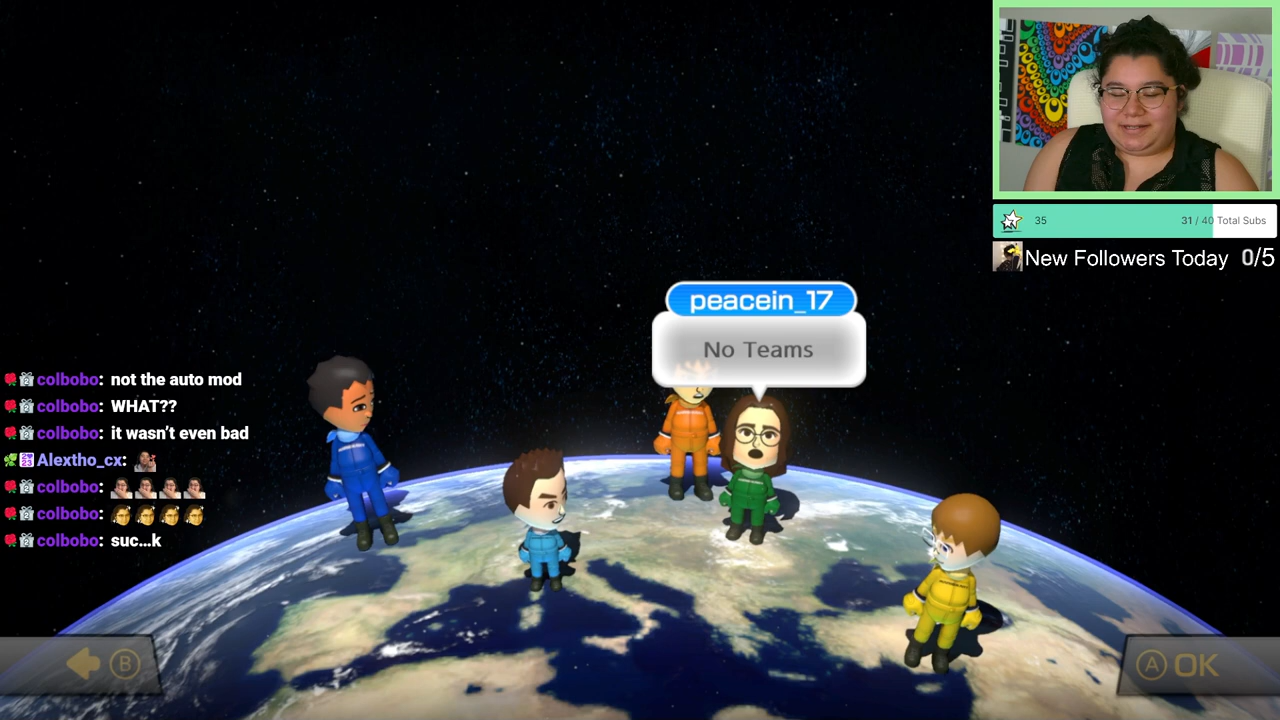 35
31 / 40 Total Subs
New Followers Today 0/5
peacein_17
No Teams
colbobo: not the auto mod
colbobo: WHAT??
colbobo: it wasn't even bad
Alextho_cx:
colbobo:
colbobo:
colbobo: suc...k
B
A OK